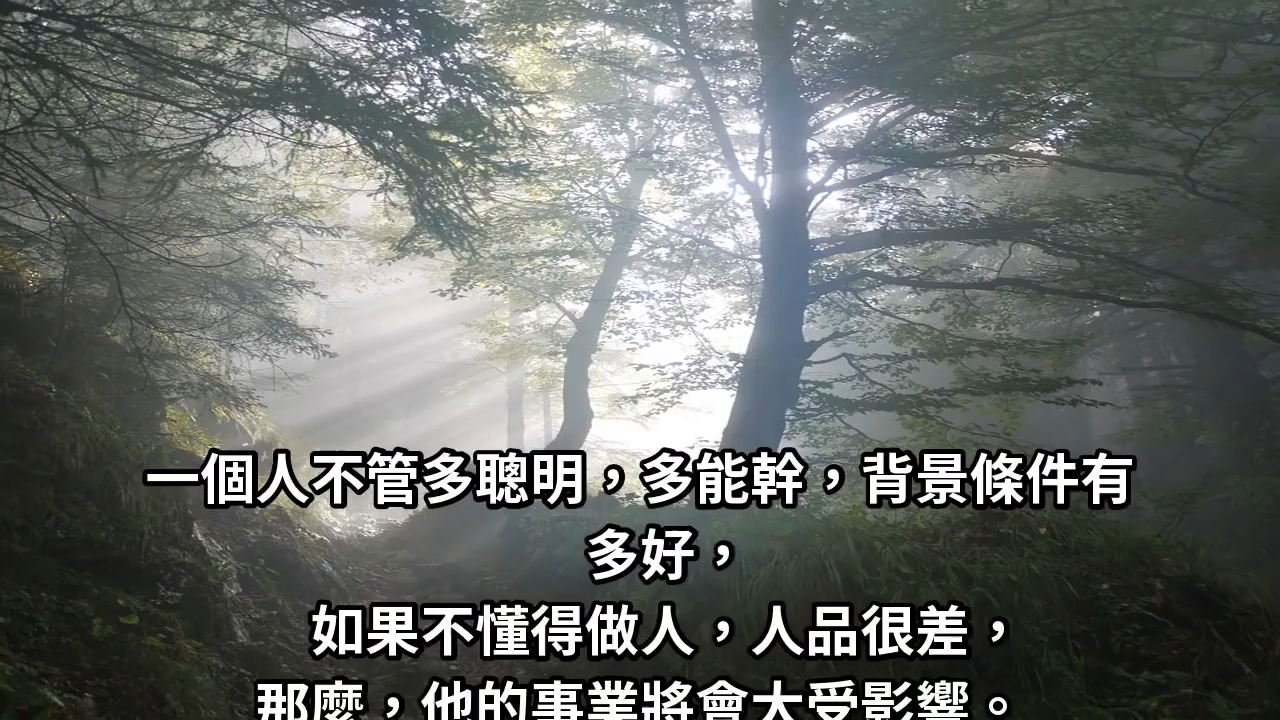 一個人不管多聰明，多能幹，背景條件有
多好，
如果不懂得做人，人品很差，
那麼，他的事業將會大受影響。